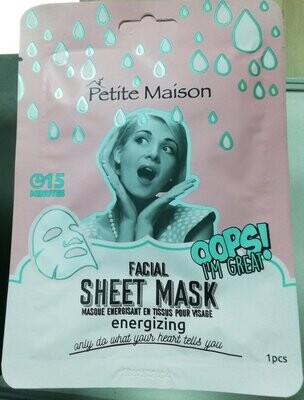 Petite Maison
15
MINUTES
OOPS!
I'M GREAT!
FACIAL
SHEET MASK
MASQUE ENERGISANT EN TISSUS POUR VISAGE
energizing
only do what your heart tells you
1pcs